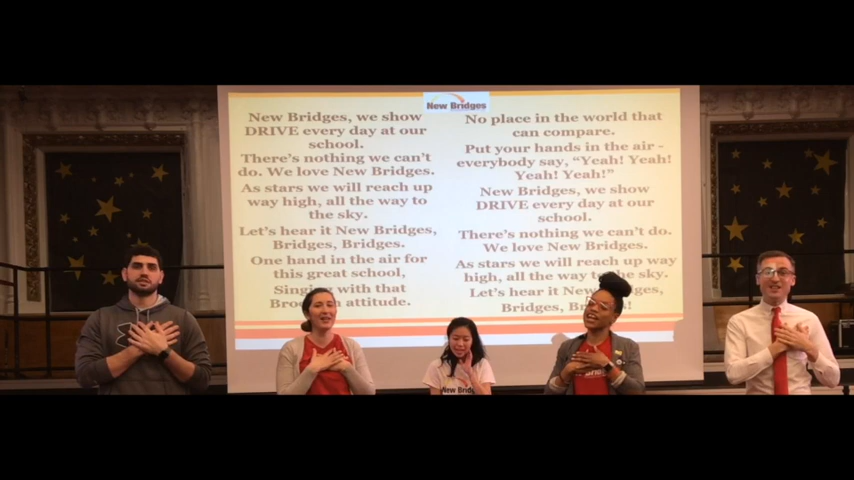 New Bridges
New Bridges, we show
DRIVE every day at our
school.
There's nothing we can't
do. We love New Bridges.
As stars we will reach up
way high, all the way to
the sky.
Let's hear it New Bridges,
Bridges, Bridges.
One hand in the air for
this great school,
with that
attitude.
No place in the world that
can compare.
Put your hands in the air -
everybody say, “Yeah! Yeah!
Yeah! Yeah!”
New Bridges, we show
DRIVE every day at our
school.
There's nothing we can't do.
We love New Bridges.
As stars we will reach up way
high, all the way to the sky.
Let's hear it New
Bridges,
New